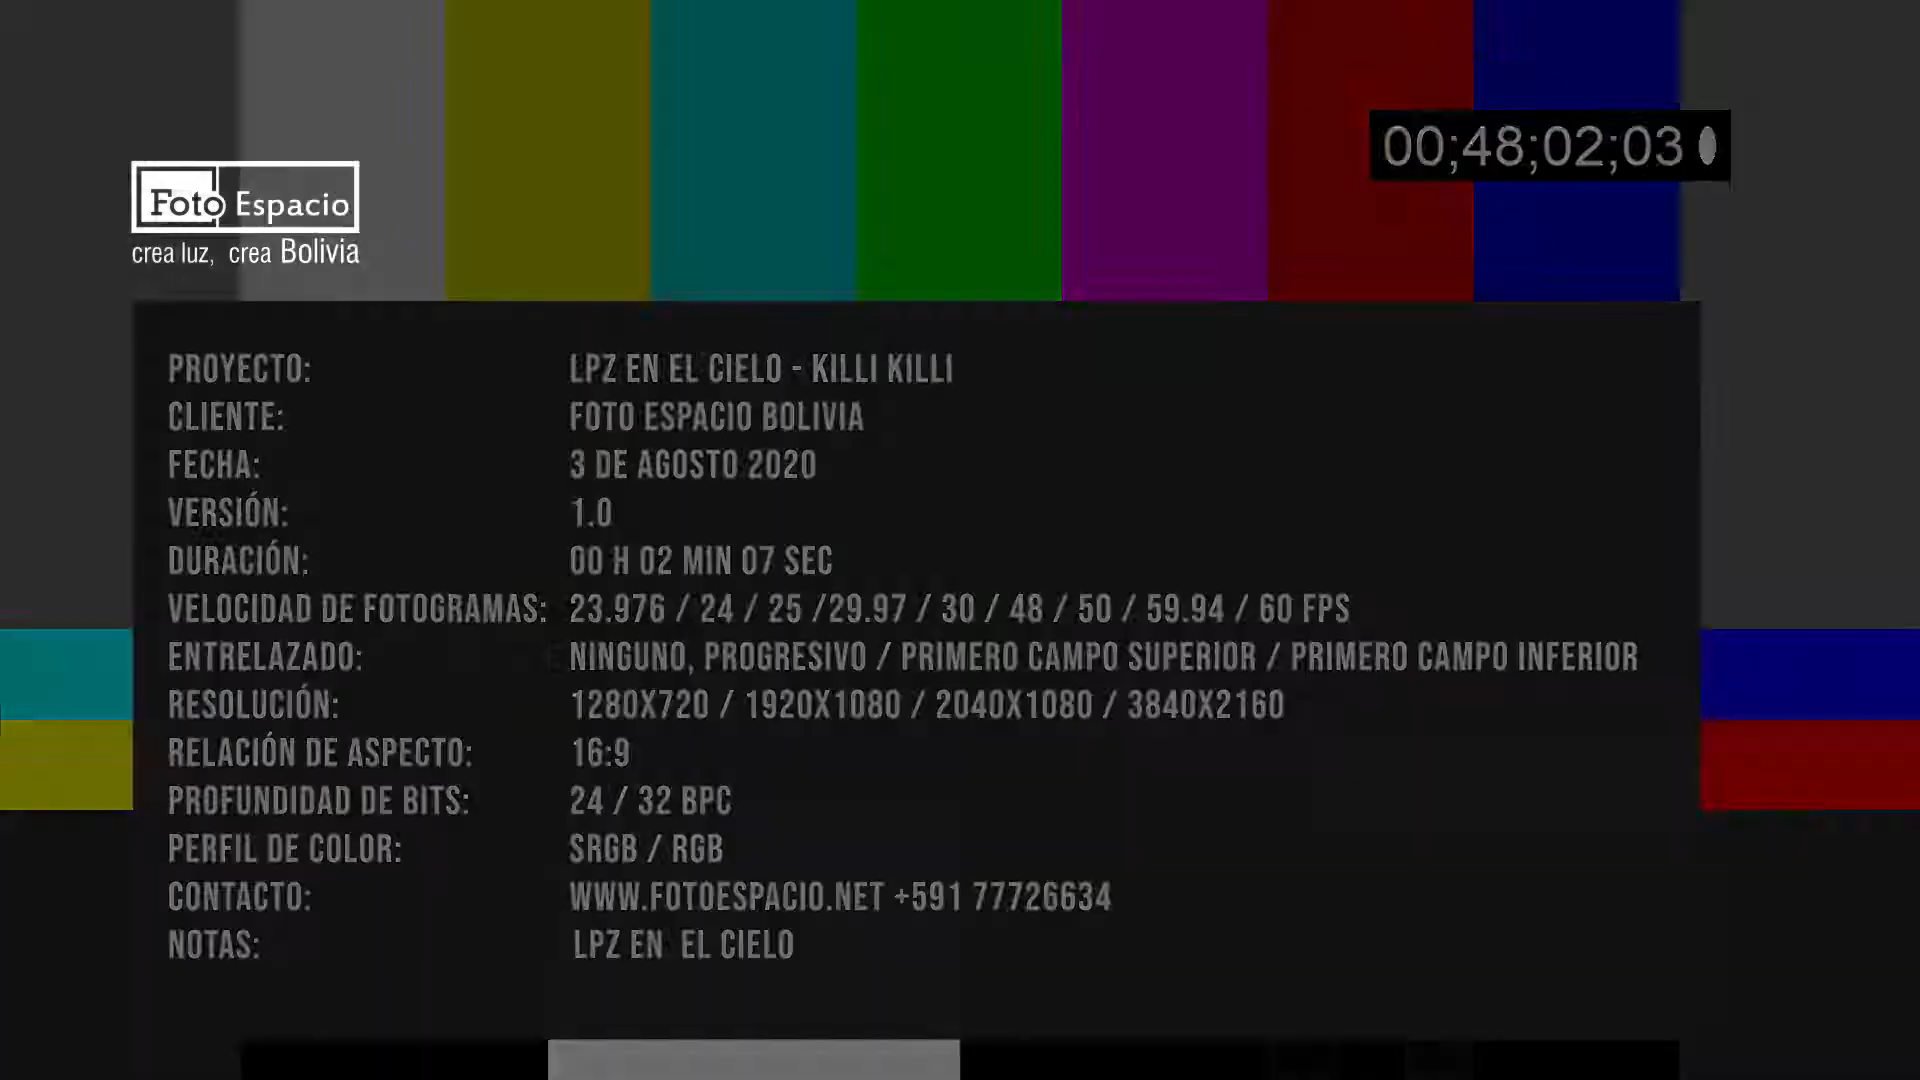 00;48;02;03
Foto Espacio
crea luz, crea Bolivia
PROYECTO: LPZ EN EL CIELO - KILLI KILLI
CLIENTE: FOTO ESPACIO BOLIVIA
FECHA: 3 DE AGOSTO 2020
VERSIÓN: 1.0
DURACIÓN: 00 H 02 MIN 07 SEC
VELOCIDAD DE FOTOGRAMAS: 23.976 / 24 / 25 /29.97 / 30 / 48 / 50 / 59.94 / 60 FPS
ENTRELAZADO: NINGUNO, PROGRESIVO / PRIMERO CAMPO SUPERIOR / PRIMERO CAMPO INFERIOR
RESOLUCIÓN: 1280X720 / 1920X1080 / 2040X1080 / 3840X2160
RELACIÓN DE ASPECTO: 16:9
PROFUNDIDAD DE BITS: 24 / 32 BPC
PERFIL DE COLOR: SRGB / RGB
CONTACTO: WWW.FOTOESPACIO.NET +591 77726634
NOTAS: LPZ EN EL CIELO